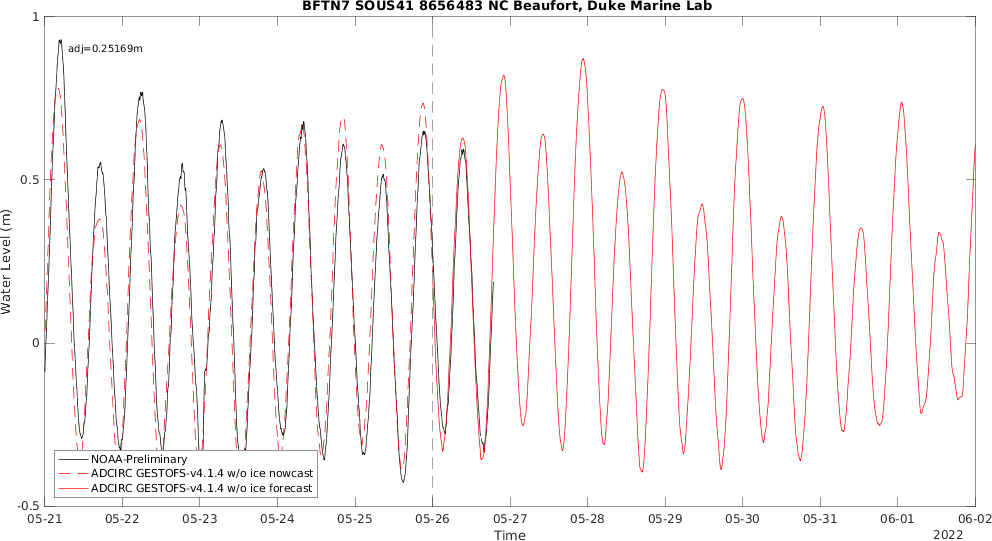 BFTN7 SOUS41 8656483 NC Beaufort, Duke Marine Lab
1
adj=0.25169m
0.5
Water Level (m)
0
NOAA-Preliminary
ADCIRC GESTOFS-v4.1.4 w/o ice nowcast
ADCIRC GESTOFS-v4.1.4 w/o ice forecast
-0.5
05-21 05-22 05-23 05-24 05-25 05-26 05-27 05-28 05-29 05-30 05-31 06-01 06-02
Time 2022